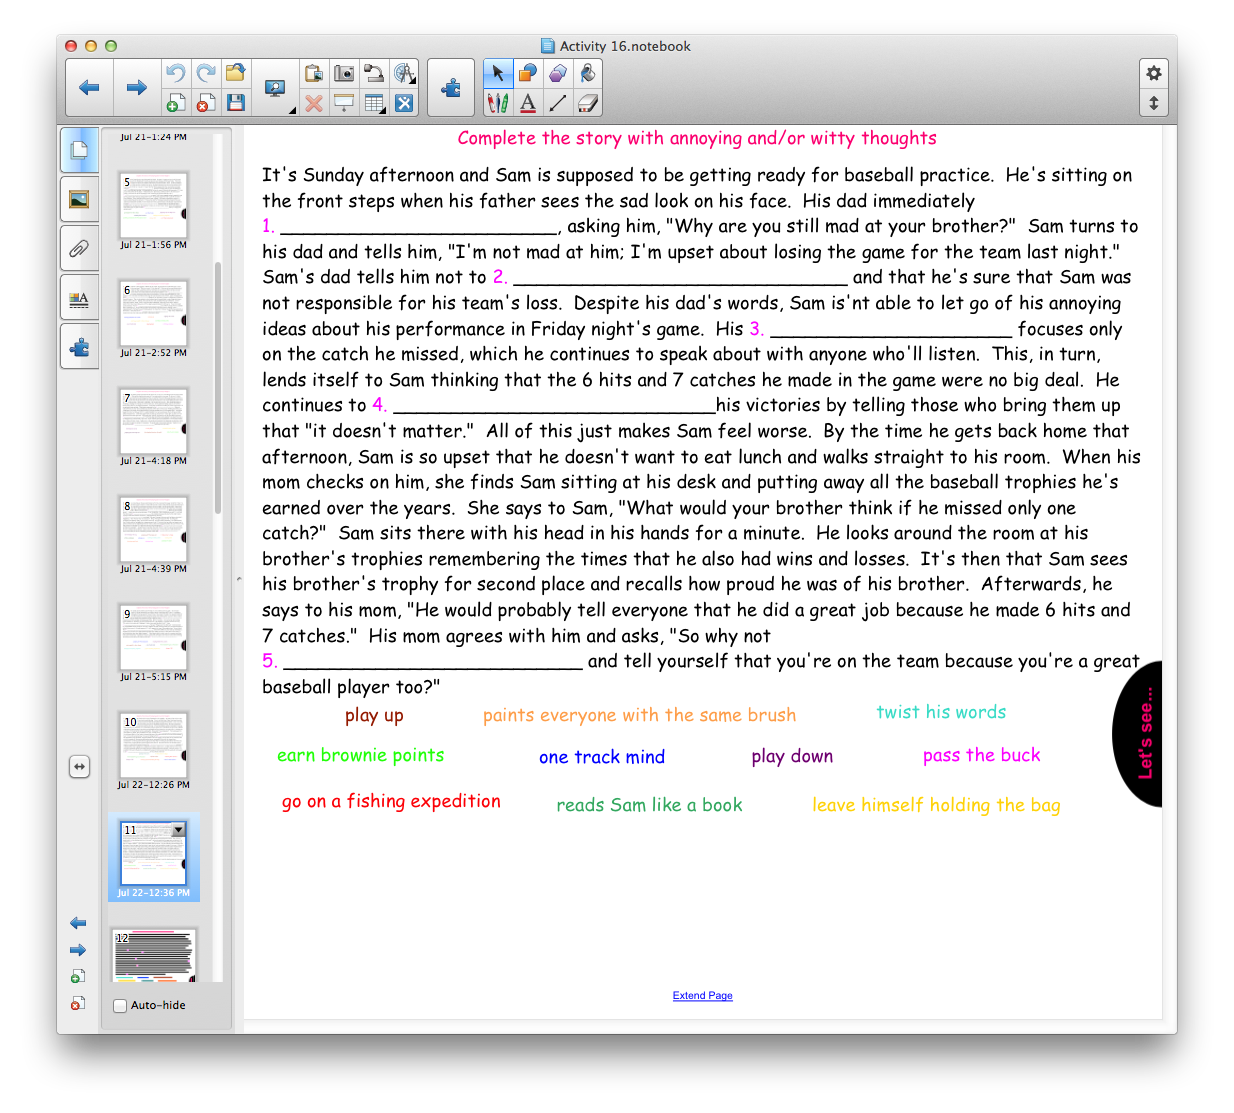 Activity 16.notebook
Jul 21-1:24 PM
5
Jul 21-1:56 PM
6
Jul 21-2:52 PM
7
Jul 21-4:18 PM
8
Jul 21-4:39 PM
9
Jul 21-5:15 PM
10
Jul 22-12:26 PM
11
Jul 22-12:36 PM
12
Auto-hide
Complete the story with annoying and/or witty thoughts
It's Sunday afternoon and Sam is supposed to be getting ready for baseball practice. He's sitting on
the front steps when his father sees the sad look on his face. His dad immediately
1. __________________________, asking him, "Why are you still mad at your brother?" Sam turns to
his dad and tells him, "I'm not mad at him; I'm upset about losing the game for the team last night."
Sam's dad tells him not to 2. ________________________________ and that he's sure that Sam was
not responsible for his team's loss. Despite his dad's words, Sam is'nt able to let go of his annoying
ideas about his performance in Friday night's game. His 3. _______________________ focuses only
on the catch he missed, which he continues to speak about with anyone who'll listen. This, in turn,
lends itself to Sam thinking that the 6 hits and 7 catches he made in the game were no big deal. He
continues to 4. _______________________________his victories by telling those who bring them up
that "it doesn't matter." All of this just makes Sam feel worse. By the time he gets back home that
afternoon, Sam is so upset that he doesn't want to eat lunch and walks straight to his room. When his
mom checks on him, she finds Sam sitting at his desk and putting away all the baseball trophies he's
earned over the years. She says to Sam, "What would your brother think if he missed only one
catch?" Sam sits there with his head in his hands for a minute. He looks around the room at his
brother's trophies remembering the times that he also had wins and losses. It's then that Sam sees
his brother's trophy for second place and recalls how proud he was of his brother. Afterwards, he
says to his mom, "He would probably tell everyone that he did a great job because he made 6 hits and
7 catches." His mom agrees with him and asks, "So why not
5. _____________________________ and tell yourself that you're on the team because you're a great
baseball player too?"
play up paints everyone with the same brush twist his words
earn brownie points one track mind play down pass the buck
go on a fishing expedition reads Sam like a book leave himself holding the bag
Let's see...
Extend Page